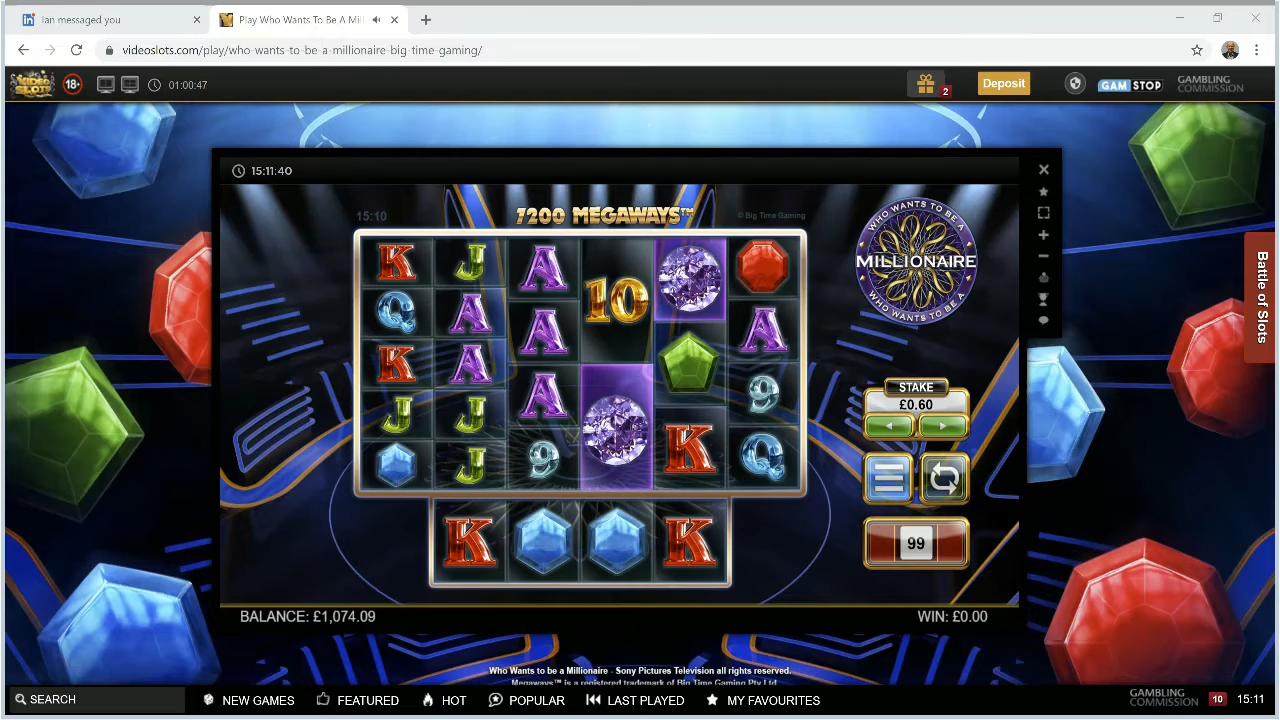 Ian messaged you
Play Who Wants To Be A Mil
videoslots.com/play/who-wants-to-be-a-millionaire-big-time-gaming/
VIDEO SLOTS
18+
01:00:47
2
Deposit
GAMSTOP
GAMBLING
COMMISSION
15:11:40
15:10
7200 MEGAWAYS™
© Big Time Gaming
WHO WANTS TO BE A
MILLIONAIRE
WHO WANTS TO BE A
Battle of Slots
K J A 10
Q A A A
K A A 9
J J 9 K Q
J
K K
STAKE
£0.60
99
BALANCE: £1,074.09
WIN: £0.00
Who Wants to be a Millionaire - Sony Pictures Television all rights reserved.
Megaways™ is a registered trademark of Big Time Gaming Pty Ltd
SEARCH
NEW GAMES
FEATURED
HOT
POPULAR
LAST PLAYED
MY FAVOURITES
GAMBLING
COMMISSION
10
15:11